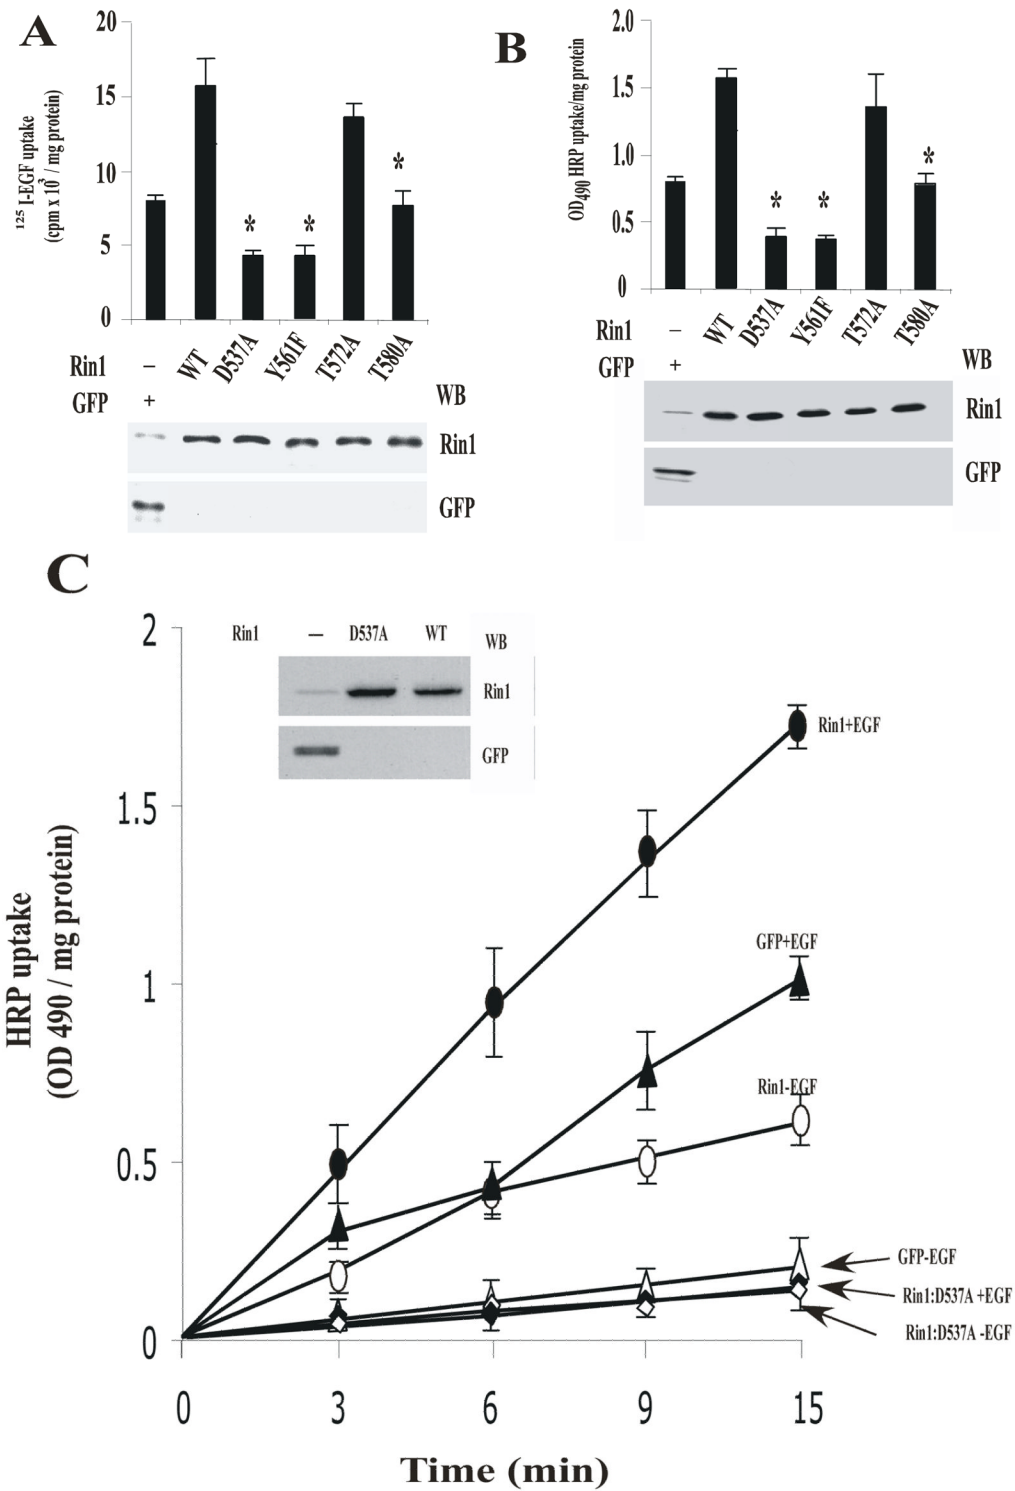 A
20
15
10
5
0
¹²⁵ I-EGF uptake
(cpm x 10³ / mg protein)
*
*
*
Rin1
– WT D537A Y561F T572A T580A
GFP +
WB
Rin1
GFP
B
2.0
1.5
1.0
0.5
0
OD490 HRP uptake/mg protein
*
*
*
Rin1
– WT D537A Y561F T572A T580A
GFP +
WB
Rin1
GFP
C
Rin1 – D537A WT WB
Rin1
GFP
2
1.5
1
0.5
0
HRP uptake
(OD 490 / mg protein)
Rin1+EGF
GFP+EGF
Rin1-EGF
GFP-EGF
Rin1:D537A +EGF
Rin1:D537A -EGF
0 3 6 9 15
Time (min)